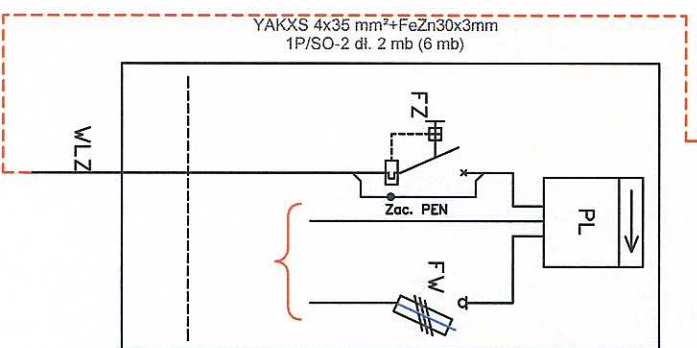 YAKXS 4x35 mm²+FeZn30x3mm
1P/SO-2 dł. 2 mb (6 mb)
FZ
WLZ
Zac. PEN
PL
FW